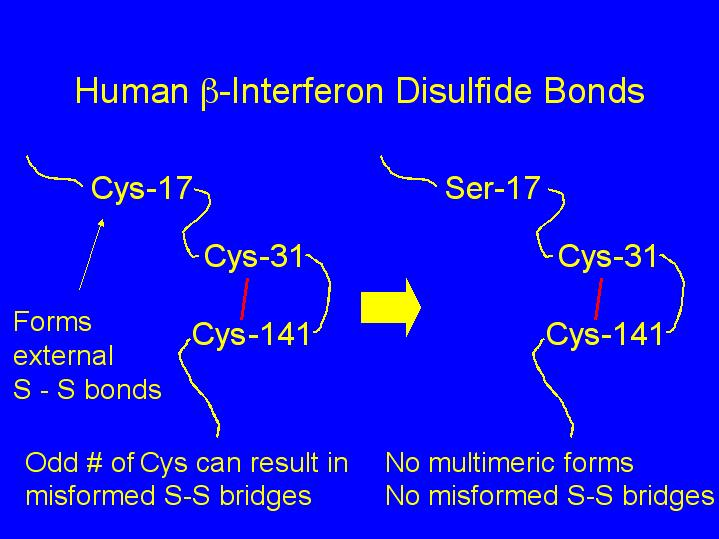 Human β-Interferon Disulfide Bonds
Cys-17
Ser-17
Cys-31
Cys-31
Forms
external
S - S bonds
Cys-141
Cys-141
Odd # of Cys can result in
misformed S-S bridges
No multimeric forms
No misformed S-S bridges